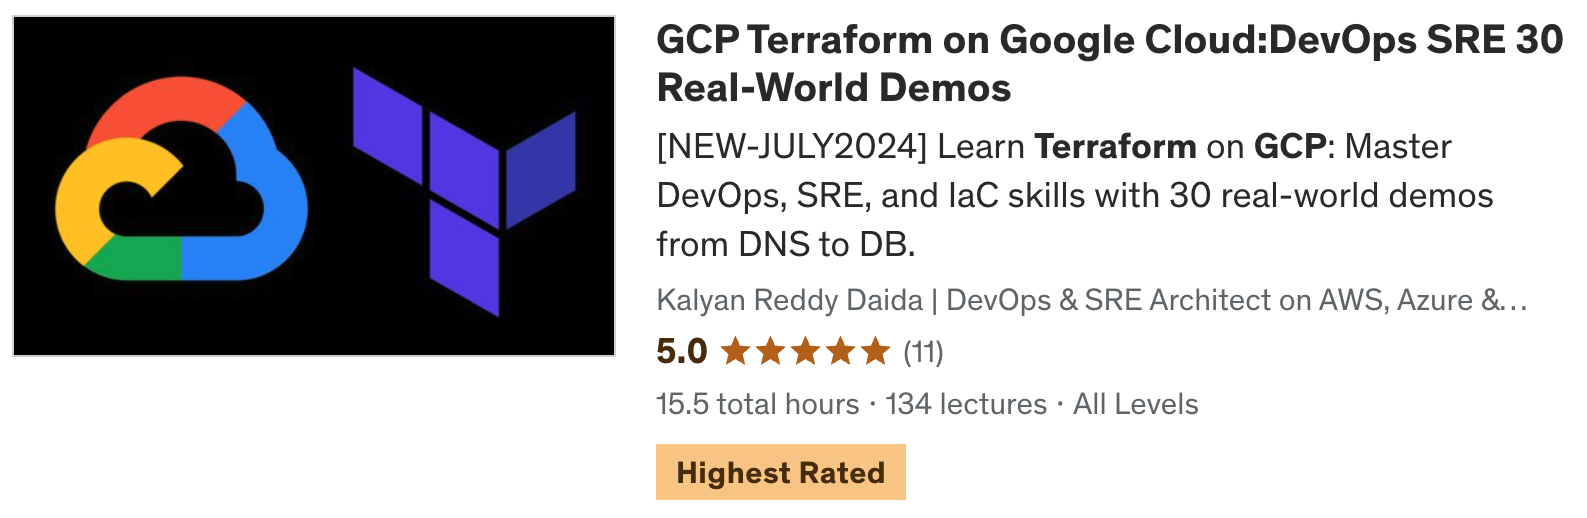 GCP Terraform on Google Cloud:DevOps SRE 30
Real-World Demos
[NEW-JULY2024] Learn Terraform on GCP: Master
DevOps, SRE, and IaC skills with 30 real-world demos
from DNS to DB.
Kalyan Reddy Daida | DevOps & SRE Architect on AWS, Azure &...
5.0 ★★★★★ (11)
15.5 total hours · 134 lectures · All Levels
Highest Rated